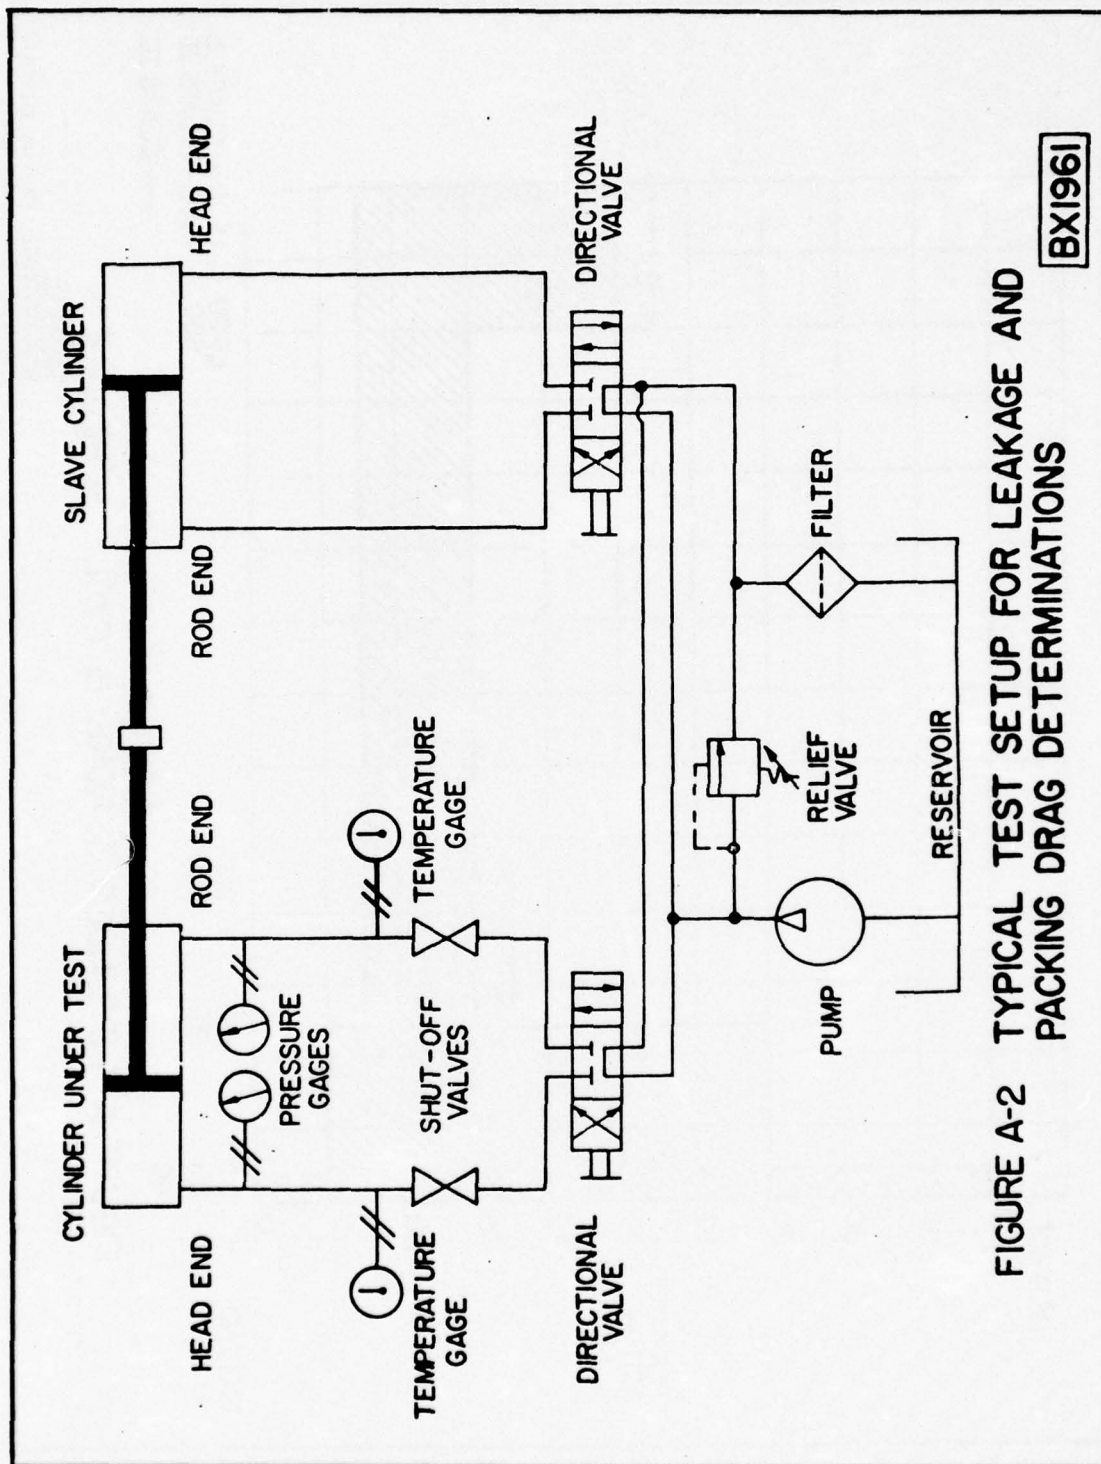 CYLINDER UNDER TEST
SLAVE CYLINDER
HEAD END
ROD END
ROD END
HEAD END
PRESSURE
GAGES
TEMPERATURE
GAGE
TEMPERATURE
GAGE
SHUT-OFF
VALVES
DIRECTIONAL
VALVE
DIRECTIONAL
VALVE
PUMP
RELIEF
VALVE
FILTER
RESERVOIR
FIGURE A-2 TYPICAL TEST SETUP FOR LEAKAGE AND
PACKING DRAG DETERMINATIONS
BX1961